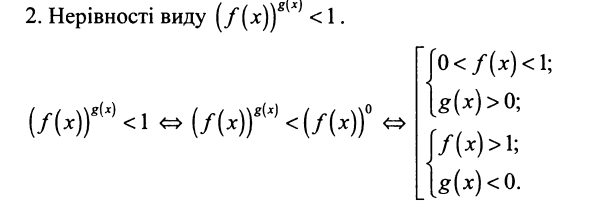 2. Нерівності виду (f(x))^{g(x)} < 1.
(f(x))^{g(x)} < 1 ⇔ (f(x))^{g(x)} < (f(x))^0 ⇔ [ { 0 < f(x) < 1;
g(x) > 0;
{ f(x) > 1;
g(x) < 0.